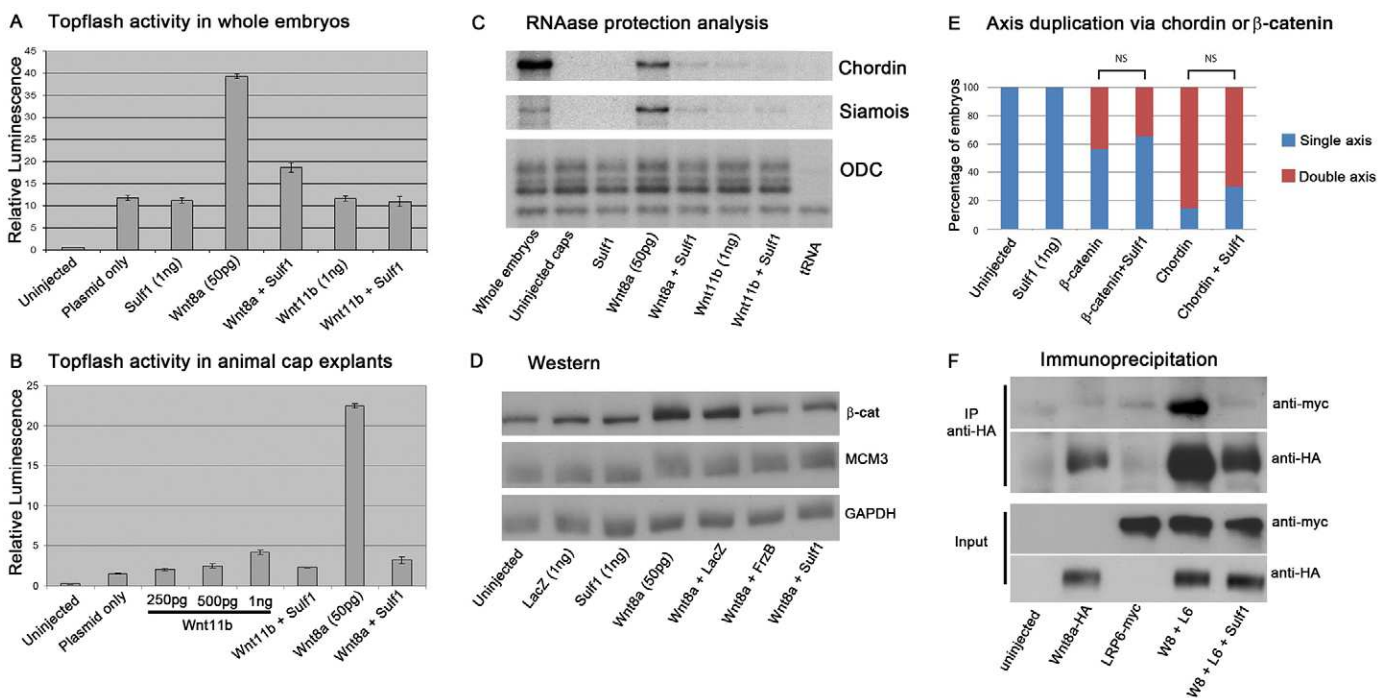 A Topflash activity in whole embryos
Relative Luminescence
45
40
35
30
25
20
15
10
5
0
Uninjected
Plasmid only
Sulf1 (1ng)
Wnt8a (50pg)
Wnt8a + Sulf1
Wnt11b (1ng)
Wnt11b + Sulf1
B Topflash activity in animal cap explants
Relative Luminescence
25
20
15
10
5
0
Uninjected
Plasmid only
250pg 500pg 1ng
Wnt11b
Wnt11b + Sulf1
Wnt8a (50pg)
Wnt8a + Sulf1
C RNAase protection analysis
Chordin
Siamois
ODC
Whole embryos
Uninjected caps
Sulf1
Wnt8a (50pg)
Wnt8a + Sulf1
Wnt11b (1ng)
Wnt11b + Sulf1
tRNA
D Western
β-cat
MCM3
GAPDH
Uninjected
LacZ (1ng)
Sulf1 (1ng)
Wnt8a (50pg)
Wnt8a + LacZ
Wnt8a + FrzB
Wnt8a + Sulf1
E Axis duplication via chordin or β-catenin
NS NS
Percentage of embryos
100
80
60
40
20
0
Single axis
Double axis
Uninjected
Sulf1 (1ng)
β-catenin
β-catenin+Sulf1
Chordin
Chordin + Sulf1
F Immunoprecipitation
IP
anti-HA
anti-myc
anti-HA
Input
anti-myc
anti-HA
uninjected
Wnt8a-HA
LRP6-myc
W8 + L6
W8 + L6 + Sulf1